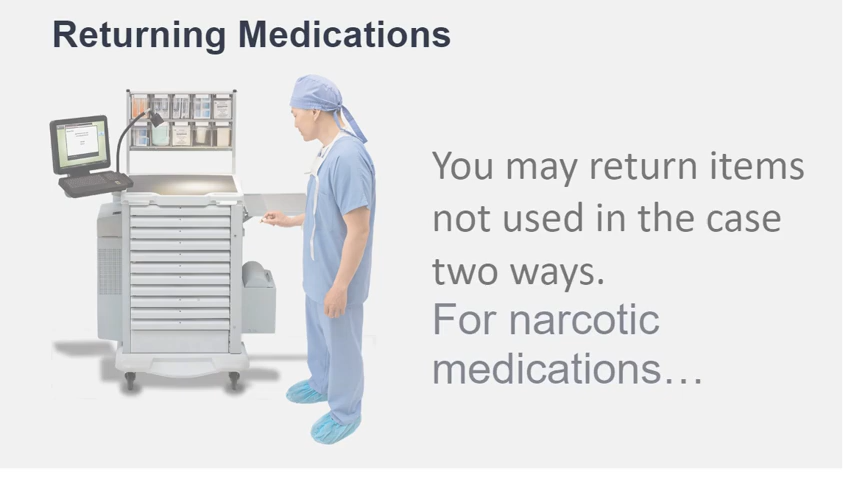 Returning Medications
You may return items
not used in the case
two ways.
For narcotic
medications…